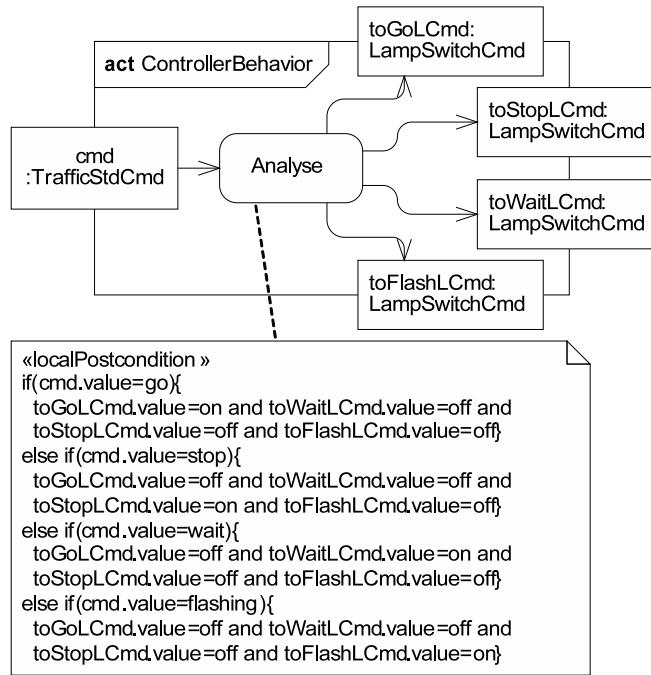 toGoLCmd:
LampSwitchCmd
act ControllerBehavior
toStopLCmd:
LampSwitchCmd
cmd
:TrafficStdCmd
Analyse
toWaitLCmd:
LampSwitchCmd
toFlashLCmd:
LampSwitchCmd
«localPostcondition »
if(cmd.value=go){
toGoLCmd.value=on and toWaitLCmd.value=off and
toStopLCmd.value=off and toFlashLCmd.value=off}
else if(cmd.value=stop){
toGoLCmd.value=off and toWaitLCmd.value=off and
toStopLCmd.value=on and toFlashLCmd.value=off}
else if(cmd.value=wait){
toGoLCmd.value=off and toWaitLCmd.value=on and
toStopLCmd.value=off and toFlashLCmd.value=off}
else if(cmd.value=flashing){
toGoLCmd.value=off and toWaitLCmd.value=off and
toStopLCmd.value=off and toFlashLCmd.value=on}